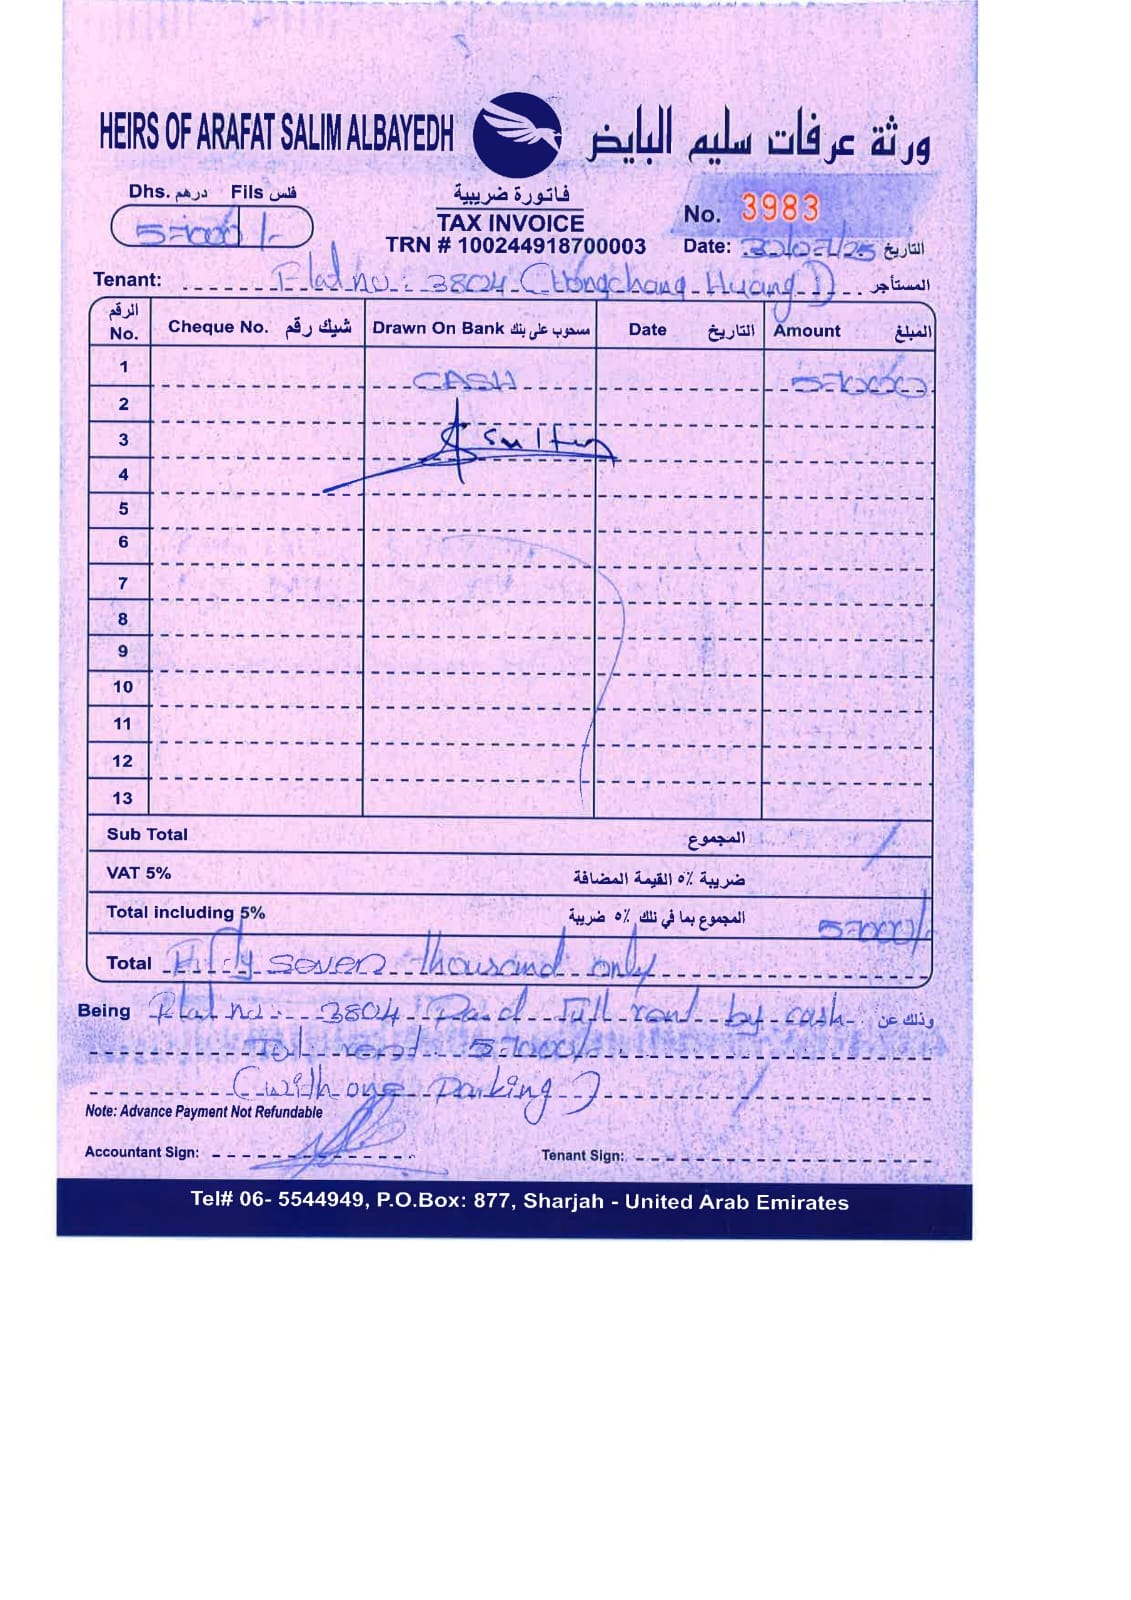 HEIRS OF ARAFAT SALIM ALBAYEDH ورثة عرفات سليم البايض
Dhs. درهم Fils فلس
57000/-
فاتورة ضريبية
TAX INVOICE
TRN # 100244918700003
No. 3983
Date: 30/07/25 التاريخ
Tenant: Flat no: 3804 (Chongchang Huang) المستأجر
الرقم No. Cheque No. شيك رقم Drawn On Bank مسحوب على بنك Date التاريخ Amount المبلغ
1 CASH 57000
2
3 Sultan
4
5
6
7
8
9
10
11
12
13
Sub Total المجموع
VAT 5% ضريبة ٥٪ القيمة المضافة
Total including 5% المجموع بما في ذلك ٥٪ ضريبة 57000/-
Total Fifty Seven thousand only
Being Flat no: 3804 Paid Full rent by cash وذلك عن
rent 57000/-
(with one Parking)
Note: Advance Payment Not Refundable
Accountant Sign:
Tenant Sign:
Tel# 06- 5544949, P.O.Box: 877, Sharjah - United Arab Emirates